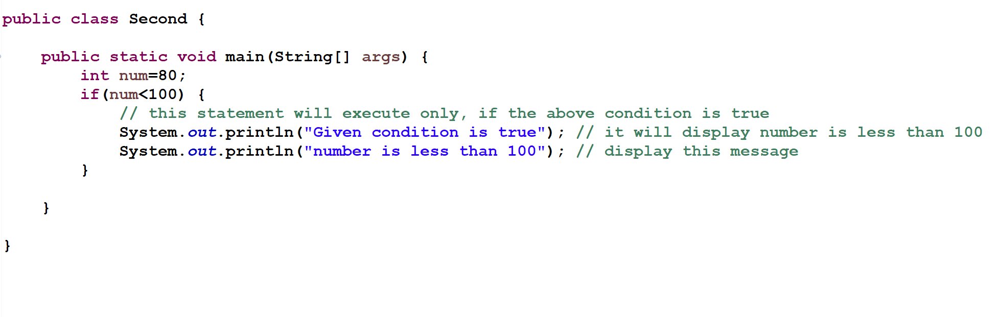 public class Second {
public static void main(String[] args) {
int num=80;
if(num<100) {
// this statement will execute only, if the above condition is true
System.out.println("Given condition is true"); // it will display number is less than 100
System.out.println("number is less than 100"); // display this message
}
}
}